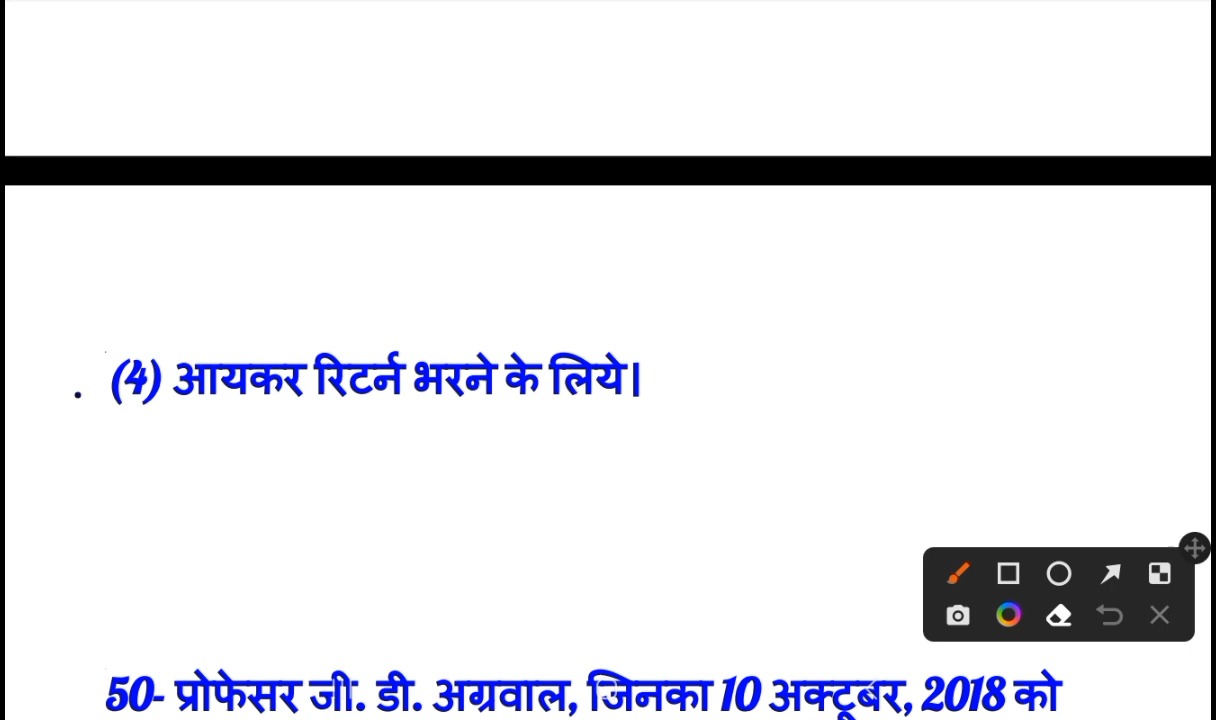 . (4) आयकर रिटर्न भरने के लिये।
50- प्रोफेसर जी. डी. अग्रवाल, जिनका 10 अक्टूबर, 2018 को